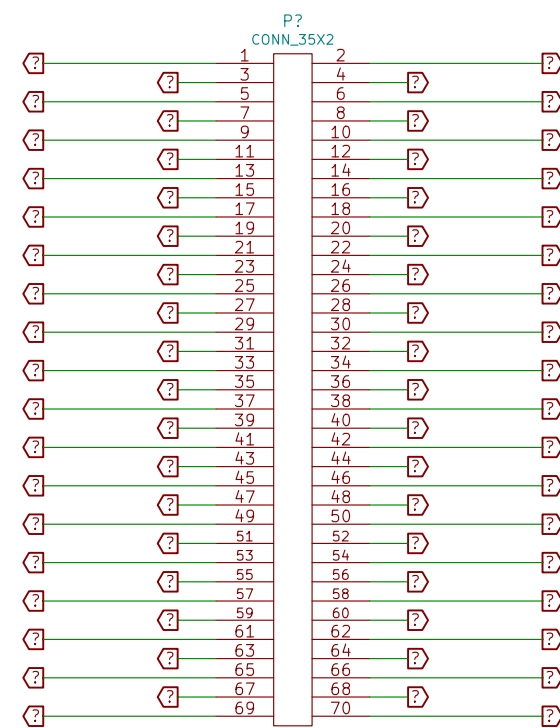 P?
CONN_35X2
? 1 2 ?
? 3 4 ?
? 5 6 ?
? 7 8 ?
? 9 10 ?
? 11 12 ?
? 13 14 ?
? 15 16 ?
? 17 18 ?
? 19 20 ?
? 21 22 ?
? 23 24 ?
? 25 26 ?
? 27 28 ?
? 29 30 ?
? 31 32 ?
? 33 34 ?
? 35 36 ?
? 37 38 ?
? 39 40 ?
? 41 42 ?
? 43 44 ?
? 45 46 ?
? 47 48 ?
? 49 50 ?
? 51 52 ?
? 53 54 ?
? 55 56 ?
? 57 58 ?
? 59 60 ?
? 61 62 ?
? 63 64 ?
? 65 66 ?
? 67 68 ?
? 69 70 ?